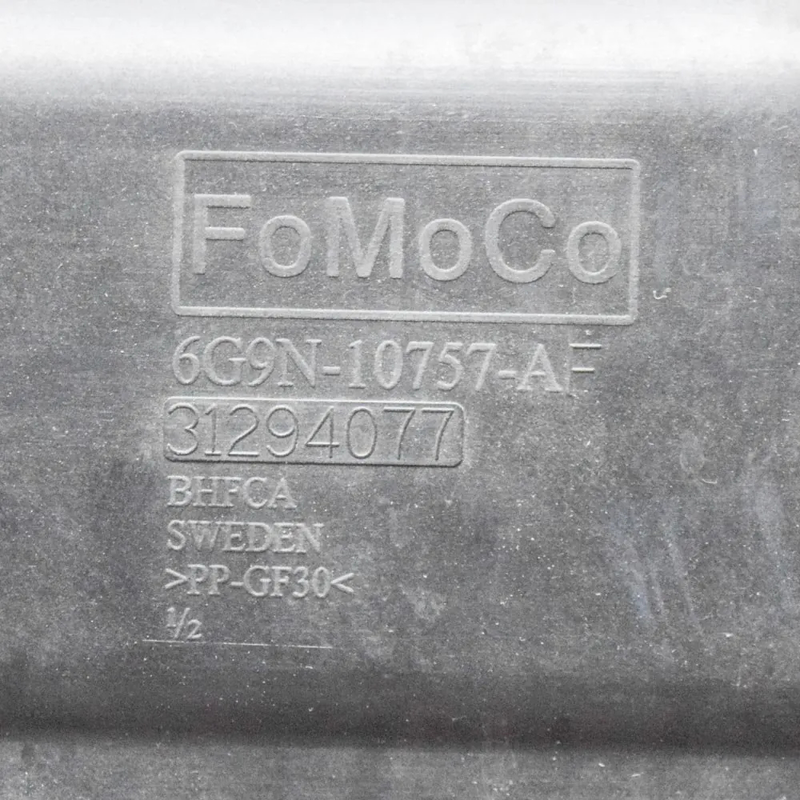 FoMoCo
6G9N-10757-AF
31294077
BHFCA
SWEDEN
>PP-GF30<
½